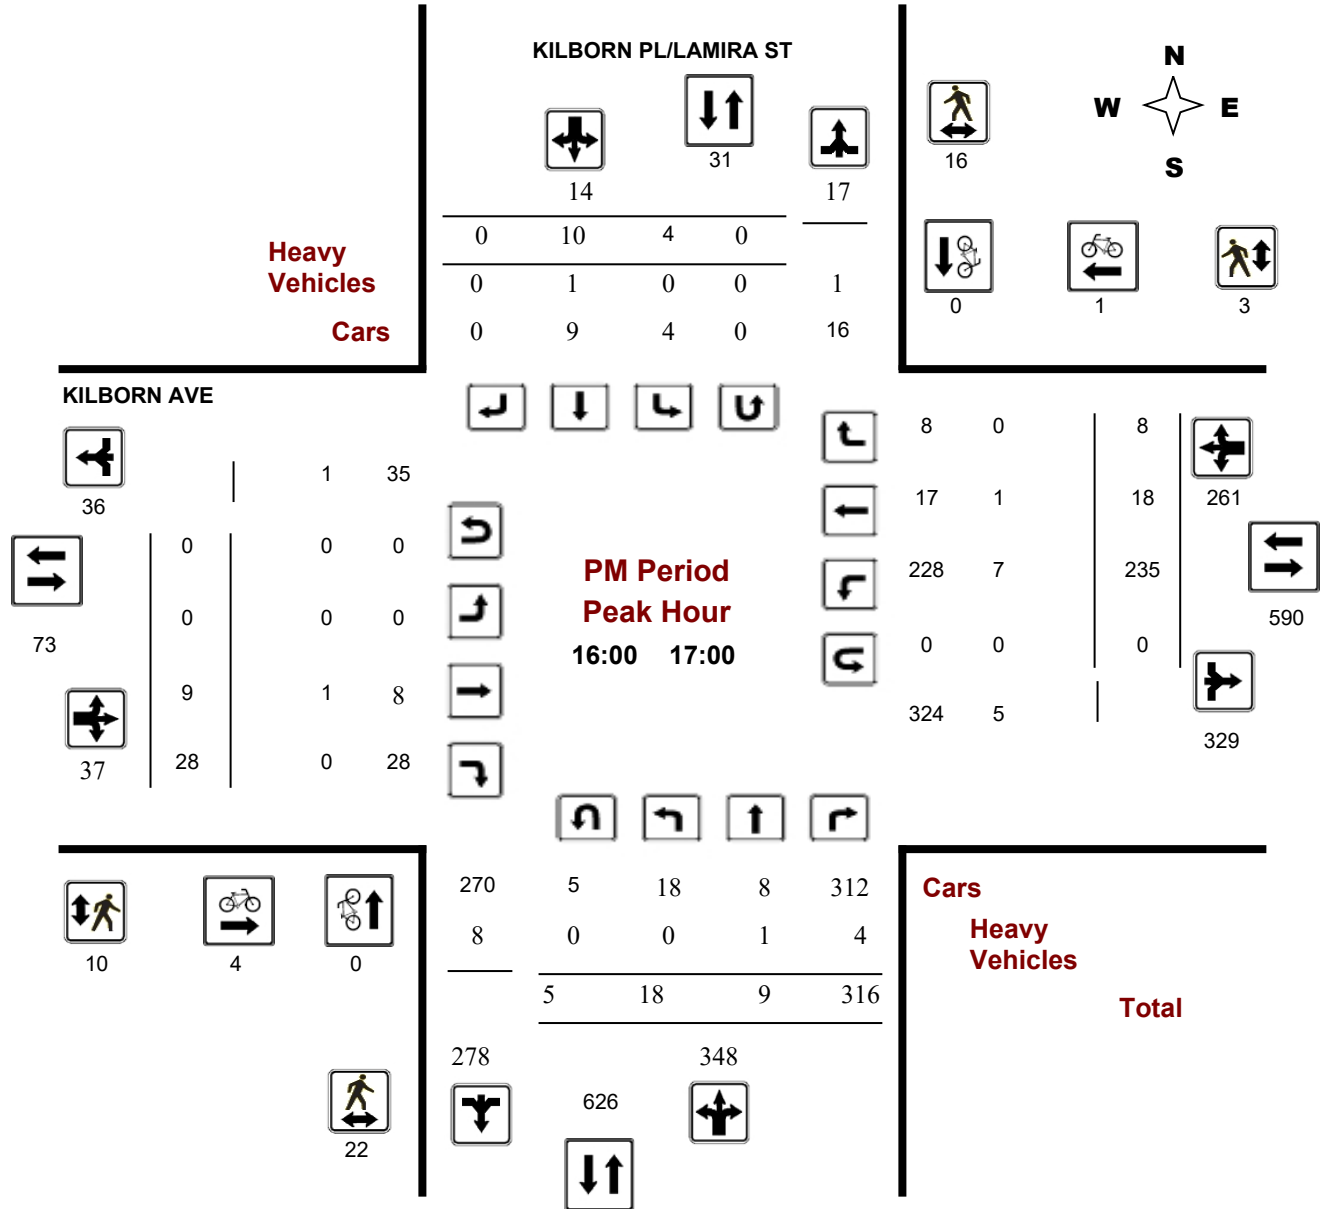 KILBORN PL/LAMIRA ST
N
W E
S
31
16
14 17
0 10 4 0
Heavy
Vehicles 0 1 0 0 1
0 1 3
Cars 0 9 4 0 16
KILBORN AVE
8 0 8
1 35
36
17 1 18 261
0 0 0
PM Period
228 7 235
Peak Hour
0 0 0
590
73
16:00 17:00
0 0 0
9 1 8
324 5
329
37 28 0 28
270 5 18 8 312
Cars
8 0 0 1 4
Heavy
Vehicles
10 4 0
5 18 9 316
Total
278 348
626
22